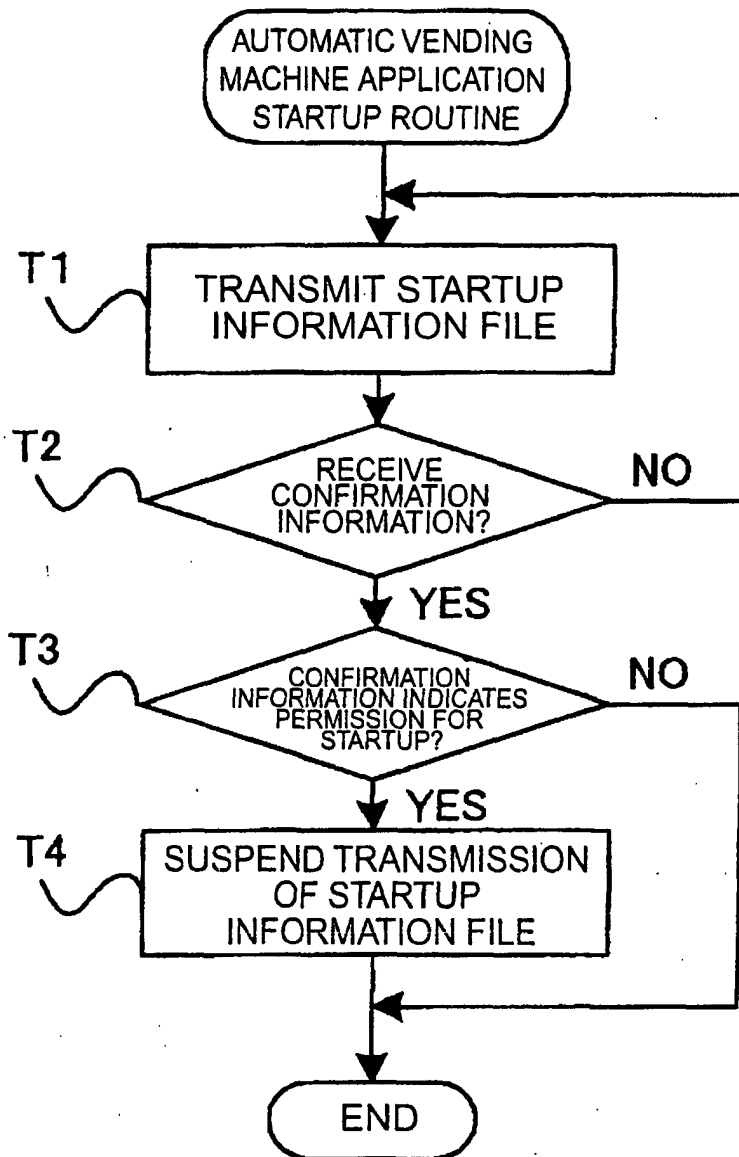 AUTOMATIC VENDING
MACHINE APPLICATION
STARTUP ROUTINE
T1
TRANSMIT STARTUP
INFORMATION FILE
T2
RECEIVE
CONFIRMATION
INFORMATION?
NO
YES
T3
CONFIRMATION
INFORMATION INDICATES
PERMISSION FOR
STARTUP?
NO
YES
T4
SUSPEND TRANSMISSION
OF STARTUP
INFORMATION FILE
END